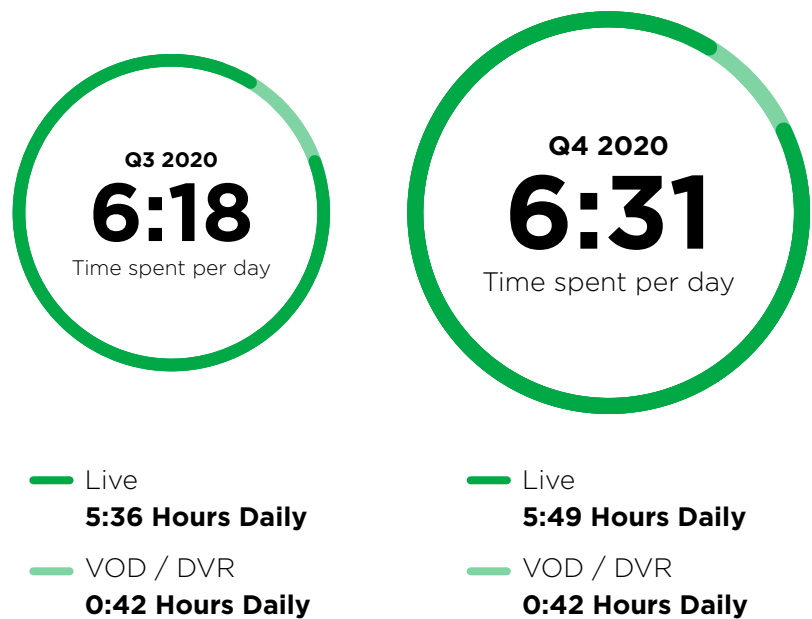 Q3 2020
6:18
Time spent per day
Q4 2020
6:31
Time spent per day
Live
5:36 Hours Daily
VOD / DVR
0:42 Hours Daily
Live
5:49 Hours Daily
VOD / DVR
0:42 Hours Daily